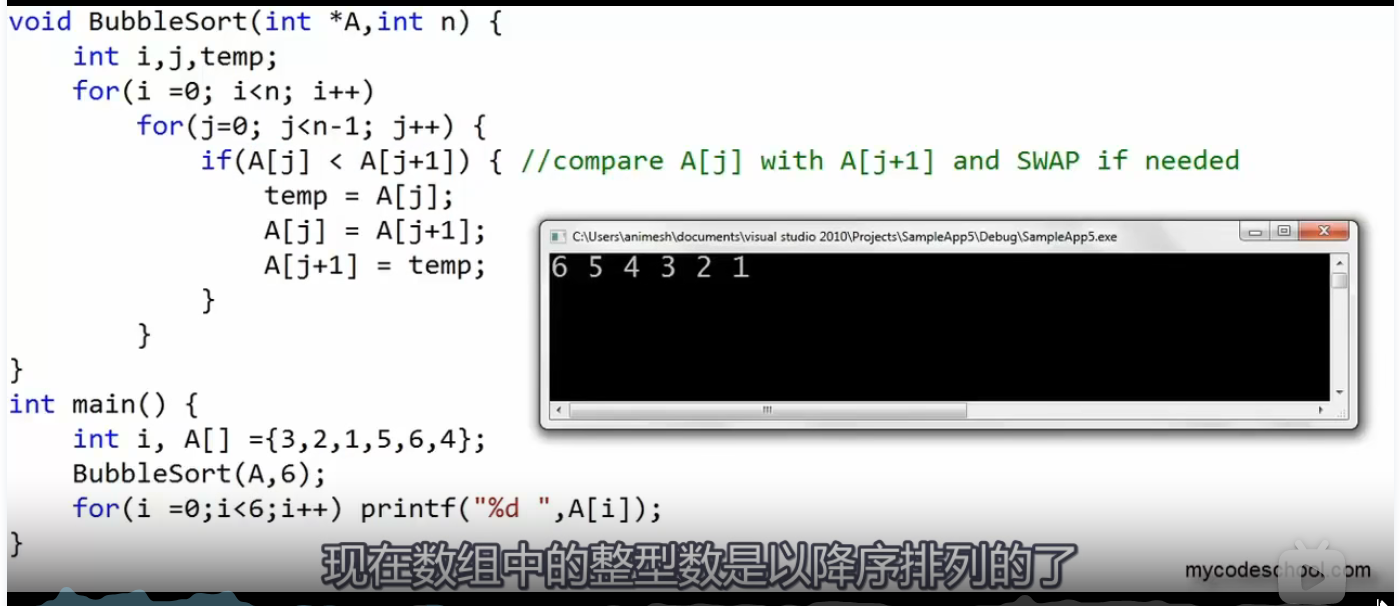 void BubbleSort(int *A,int n) {
int i,j,temp;
for(i =0; i<n; i++)
for(j=0; j<n-1; j++) {
if(A[j] < A[j+1]) { //compare A[j] with A[j+1] and SWAP if needed
temp = A[j];
A[j] = A[j+1];
A[j+1] = temp;
}
}
}
int main() {
int i, A[] ={3,2,1,5,6,4};
BubbleSort(A,6);
for(i =0;i<6;i++) printf("%d ",A[i]);
}
C:\Users\animesh\documents\visual studio 2010\Projects\SampleApp5\Debug\SampleApp5.exe
6 5 4 3 2 1
现在数组中的整型数是以降序排列的了
mycodeschool.com